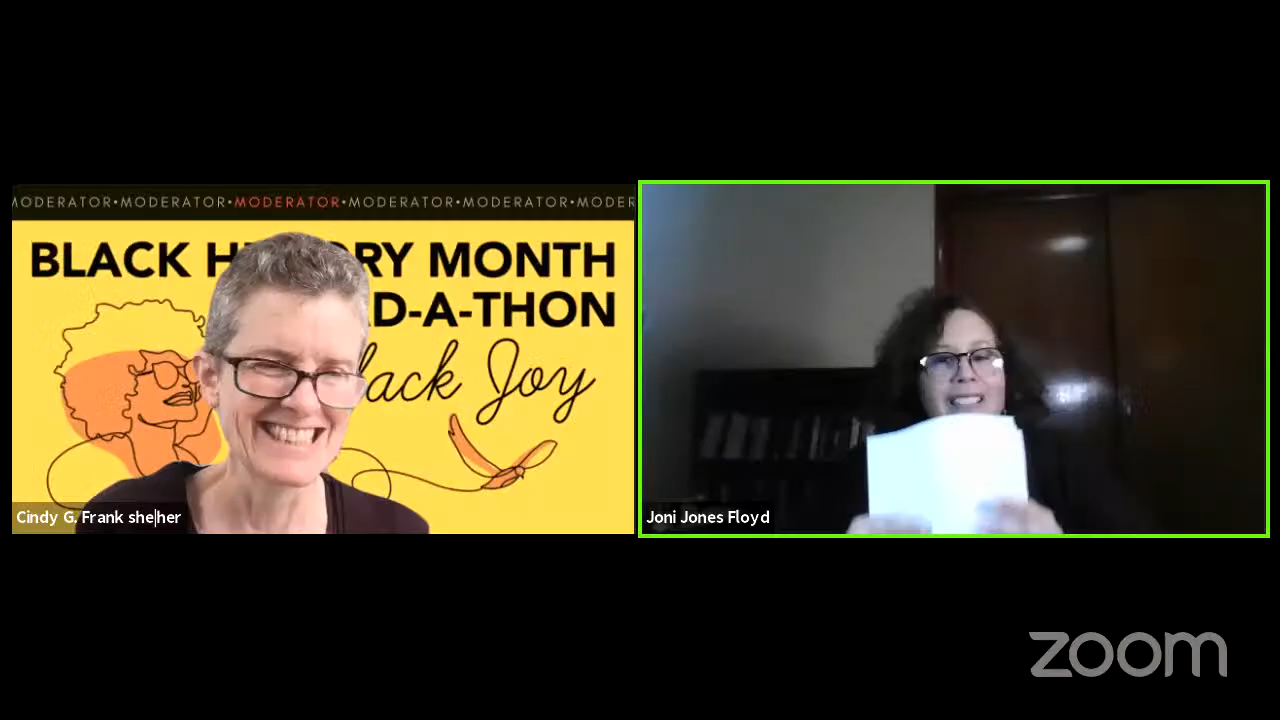 MODERATOR•MODERATOR•MODERATOR•MODERATOR•MODERATOR•MODER
BLACK H RY MONTH
D-A-THON
lack Joy
Cindy G. Frank she|her
Joni Jones Floyd
zoom